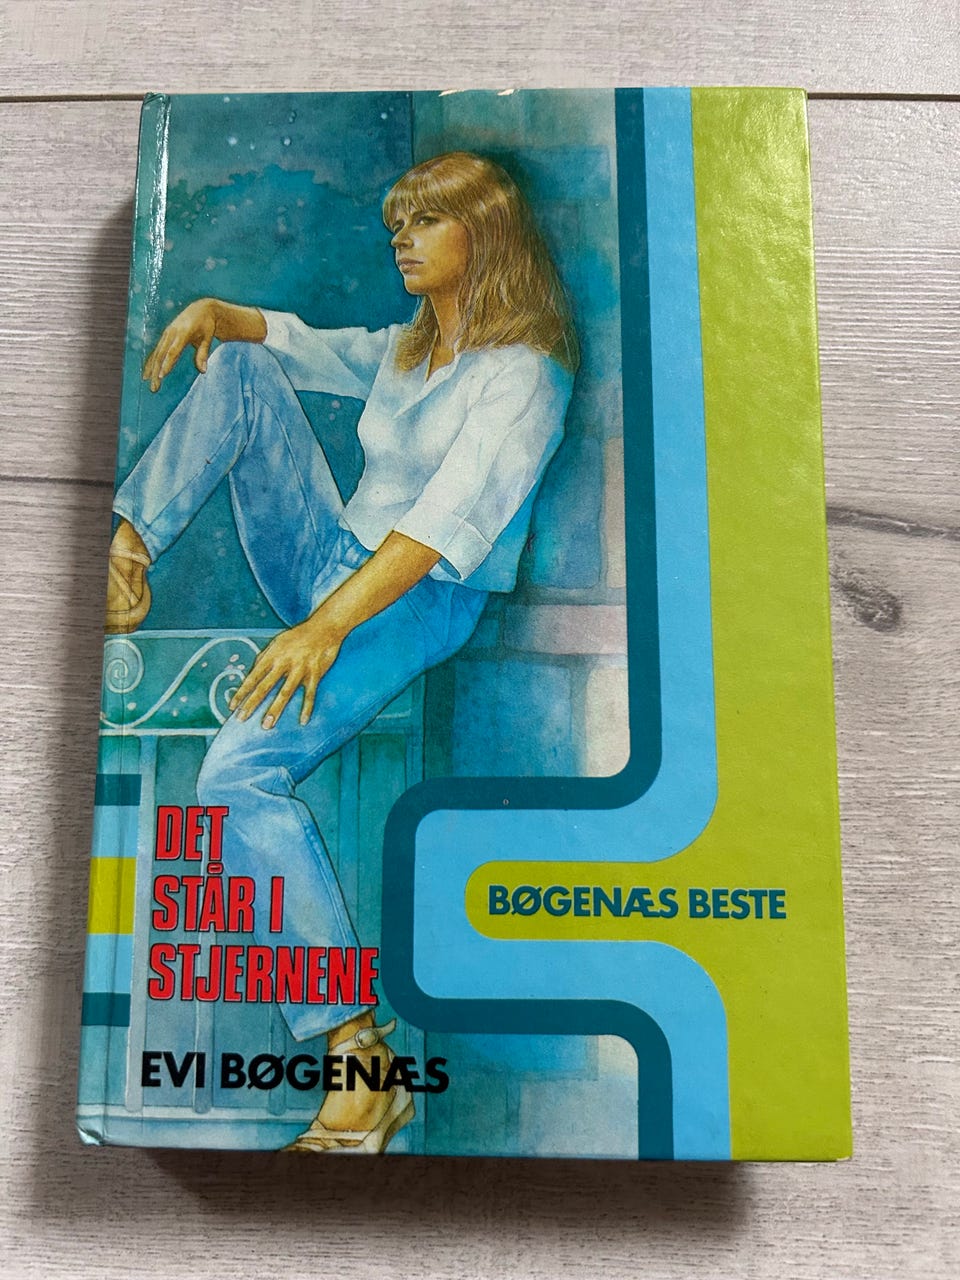 DET
STÅR I
STJERNENE
EVI BØGENÆS
BØGENÆS BESTE